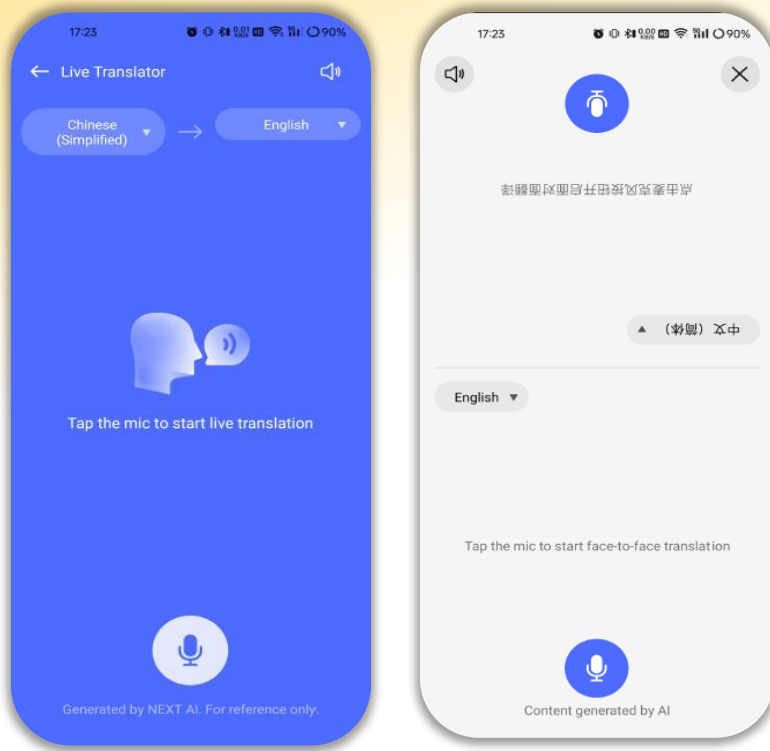 17:23
90%
Live Translator
Chinese
(Simplified)
English
Tap the mic to start live translation
Generated by NEXT AI. For reference only.
17:23
90%
点击麦克风按钮开启面对面翻译
中文（简体）
English
Tap the mic to start face-to-face translation
Content generated by AI